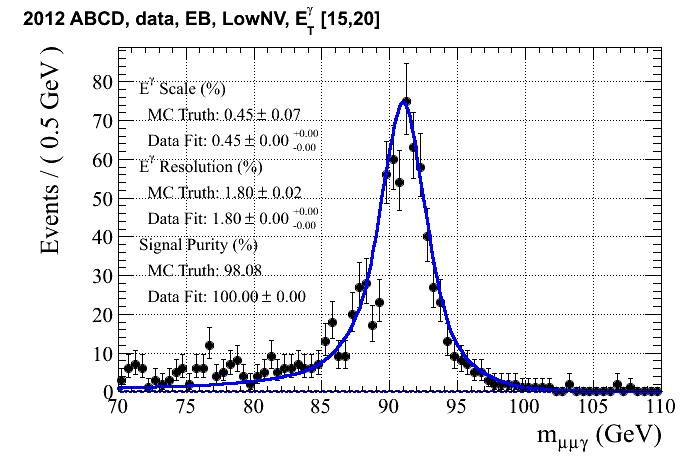 2012 ABCD, data, EB, LowNV, E_T^γ [15,20]
Events / ( 0.5 GeV )
80
70
60
50
40
30
20
10
0
E^γ Scale (%)
MC Truth: 0.45 ± 0.07
Data Fit: 0.45 ± 0.00 +0.00 -0.00
E^γ Resolution (%)
MC Truth: 1.80 ± 0.02
Data Fit: 1.80 ± 0.00 +0.00 -0.00
Signal Purity (%)
MC Truth: 98.08
Data Fit: 100.00 ± 0.00
70 75 80 85 90 95 100 105 110
m_μμγ (GeV)